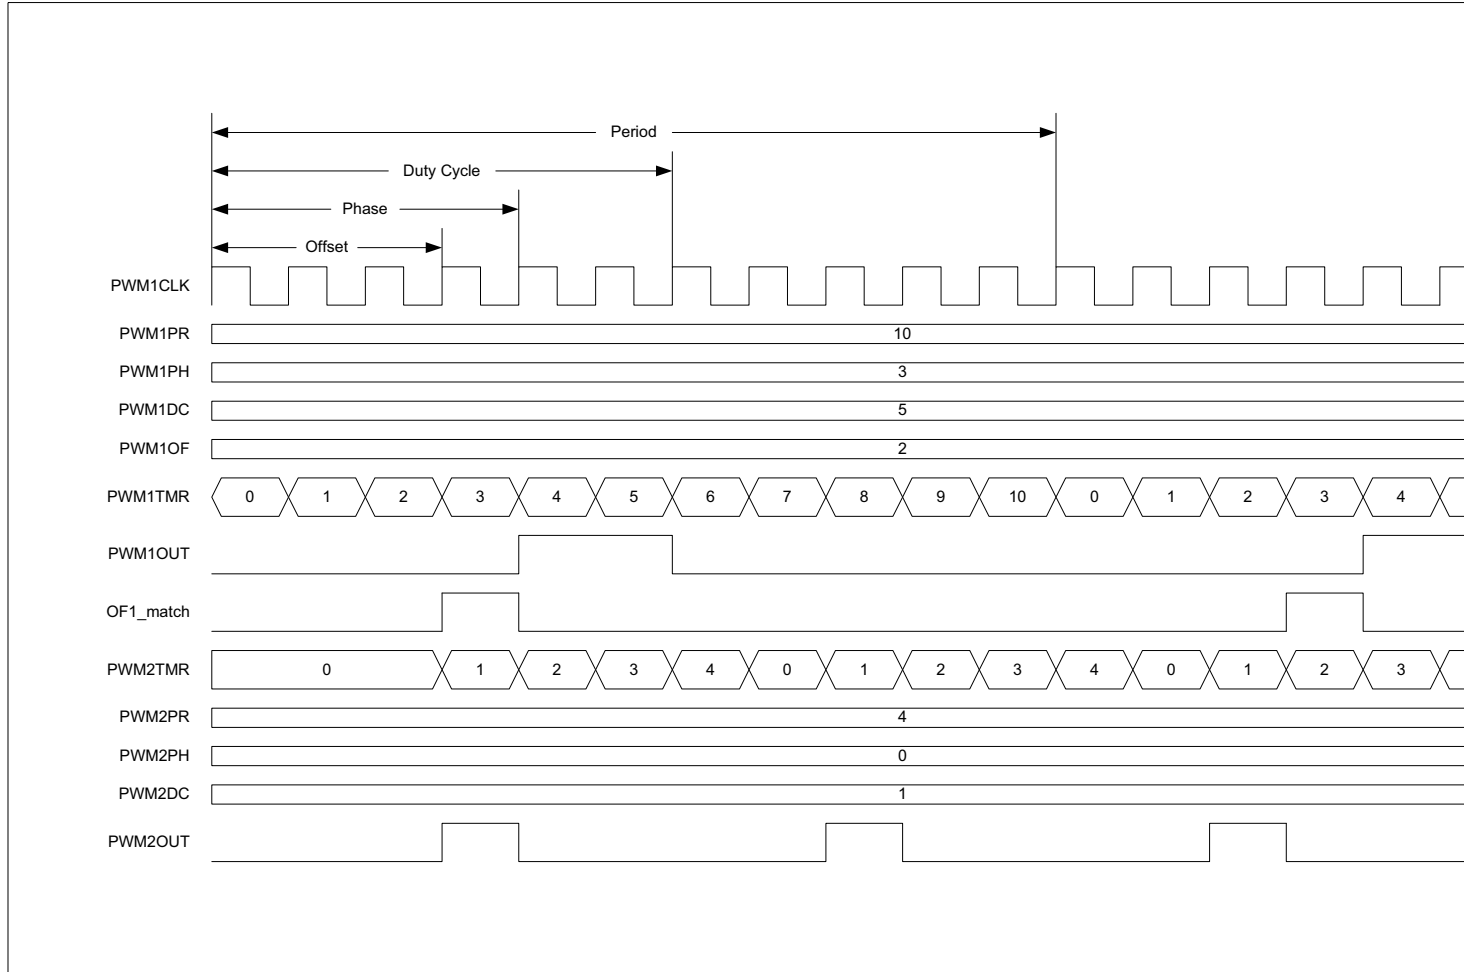 Period
Duty Cycle
Phase
Offset
PWM1CLK
PWM1PR 10
PWM1PH 3
PWM1DC 5
PWM1OF 2
PWM1TMR 0 1 2 3 4 5 6 7 8 9 10 0 1 2 3 4
PWM1OUT
OF1_match
PWM2TMR 0 1 2 3 4 0 1 2 3 4 0 1 2 3
PWM2PR 4
PWM2PH 0
PWM2DC 1
PWM2OUT